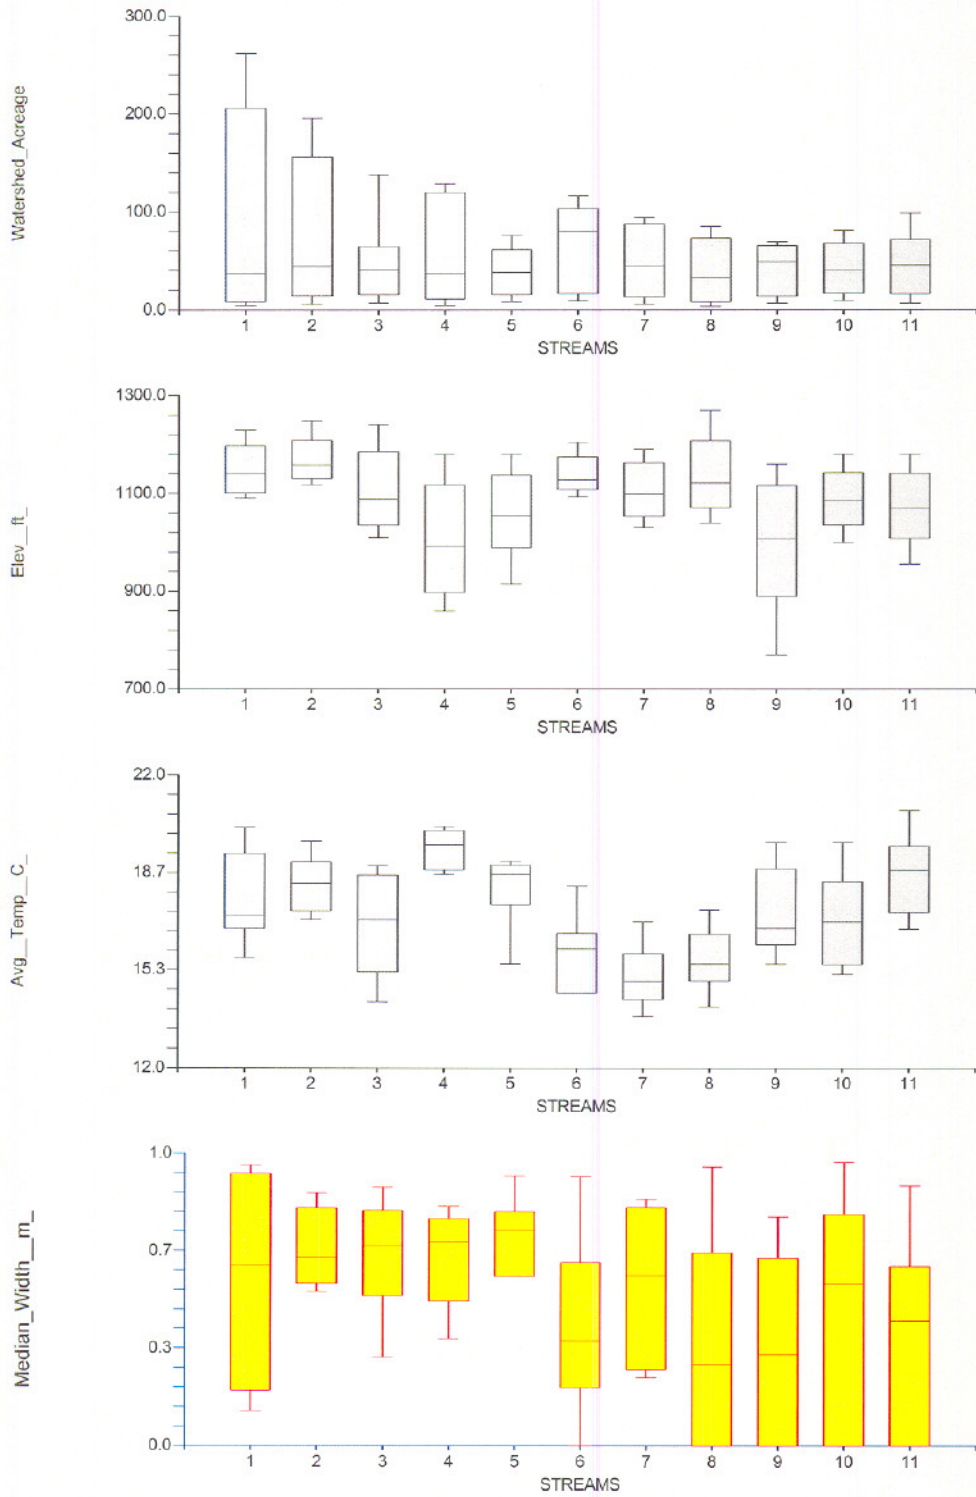 Watershed_Acreage
300.0
200.0
100.0
0.0
1 2 3 4 5 6 7 8 9 10 11
STREAMS
Elev__ft_
1300.0
1100.0
900.0
700.0
1 2 3 4 5 6 7 8 9 10 11
STREAMS
Avg__Temp__C_
22.0
18.7
15.3
12.0
1 2 3 4 5 6 7 8 9 10 11
STREAMS
Median_Width__m_
1.0
0.7
0.3
0.0
1 2 3 4 5 6 7 8 9 10 11
STREAMS